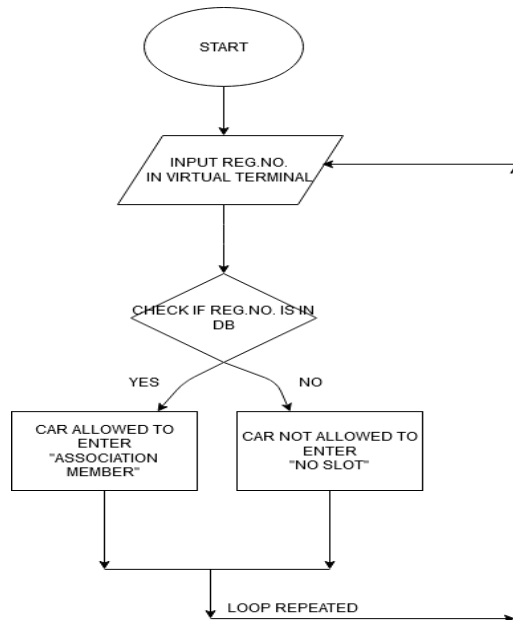 START
INPUT REG.NO.
IN VIRTUAL TERMINAL
CHECK IF REG.NO. IS IN
DB
YES
NO
CAR ALLOWED TO
ENTER
"ASSOCIATION
MEMBER"
CAR NOT ALLOWED TO
ENTER
"NO SLOT"
LOOP REPEATED